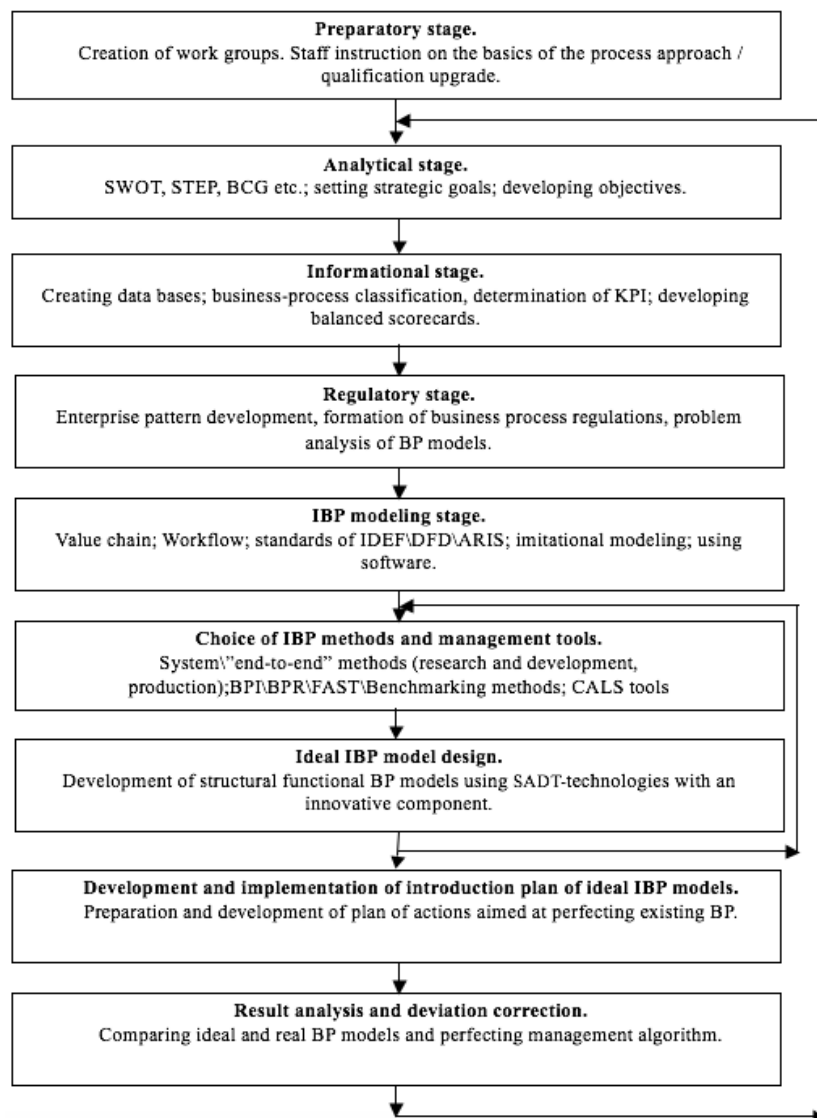 Preparatory stage.
Creation of work groups. Staff instruction on the basics of the process approach /
qualification upgrade.
Analytical stage.
SWOT, STEP, BCG etc.; setting strategic goals; developing objectives.
Informational stage.
Creating data bases; business-process classification, determination of KPI; developing
balanced scorecards.
Regulatory stage.
Enterprise pattern development, formation of business process regulations, problem
analysis of BP models.
IBP modeling stage.
Value chain; Workflow; standards of IDEF\DFD\ARIS; imitational modeling; using
software.
Choice of IBP methods and management tools.
System\"end-to-end" methods (research and development,
production);BPI\BPR\FAST\Benchmarking methods; CALS tools
Ideal IBP model design.
Development of structural functional BP models using SADT-technologies with an
innovative component.
Development and implementation of introduction plan of ideal IBP models.
Preparation and development of plan of actions aimed at perfecting existing BP.
Result analysis and deviation correction.
Comparing ideal and real BP models and perfecting management algorithm.